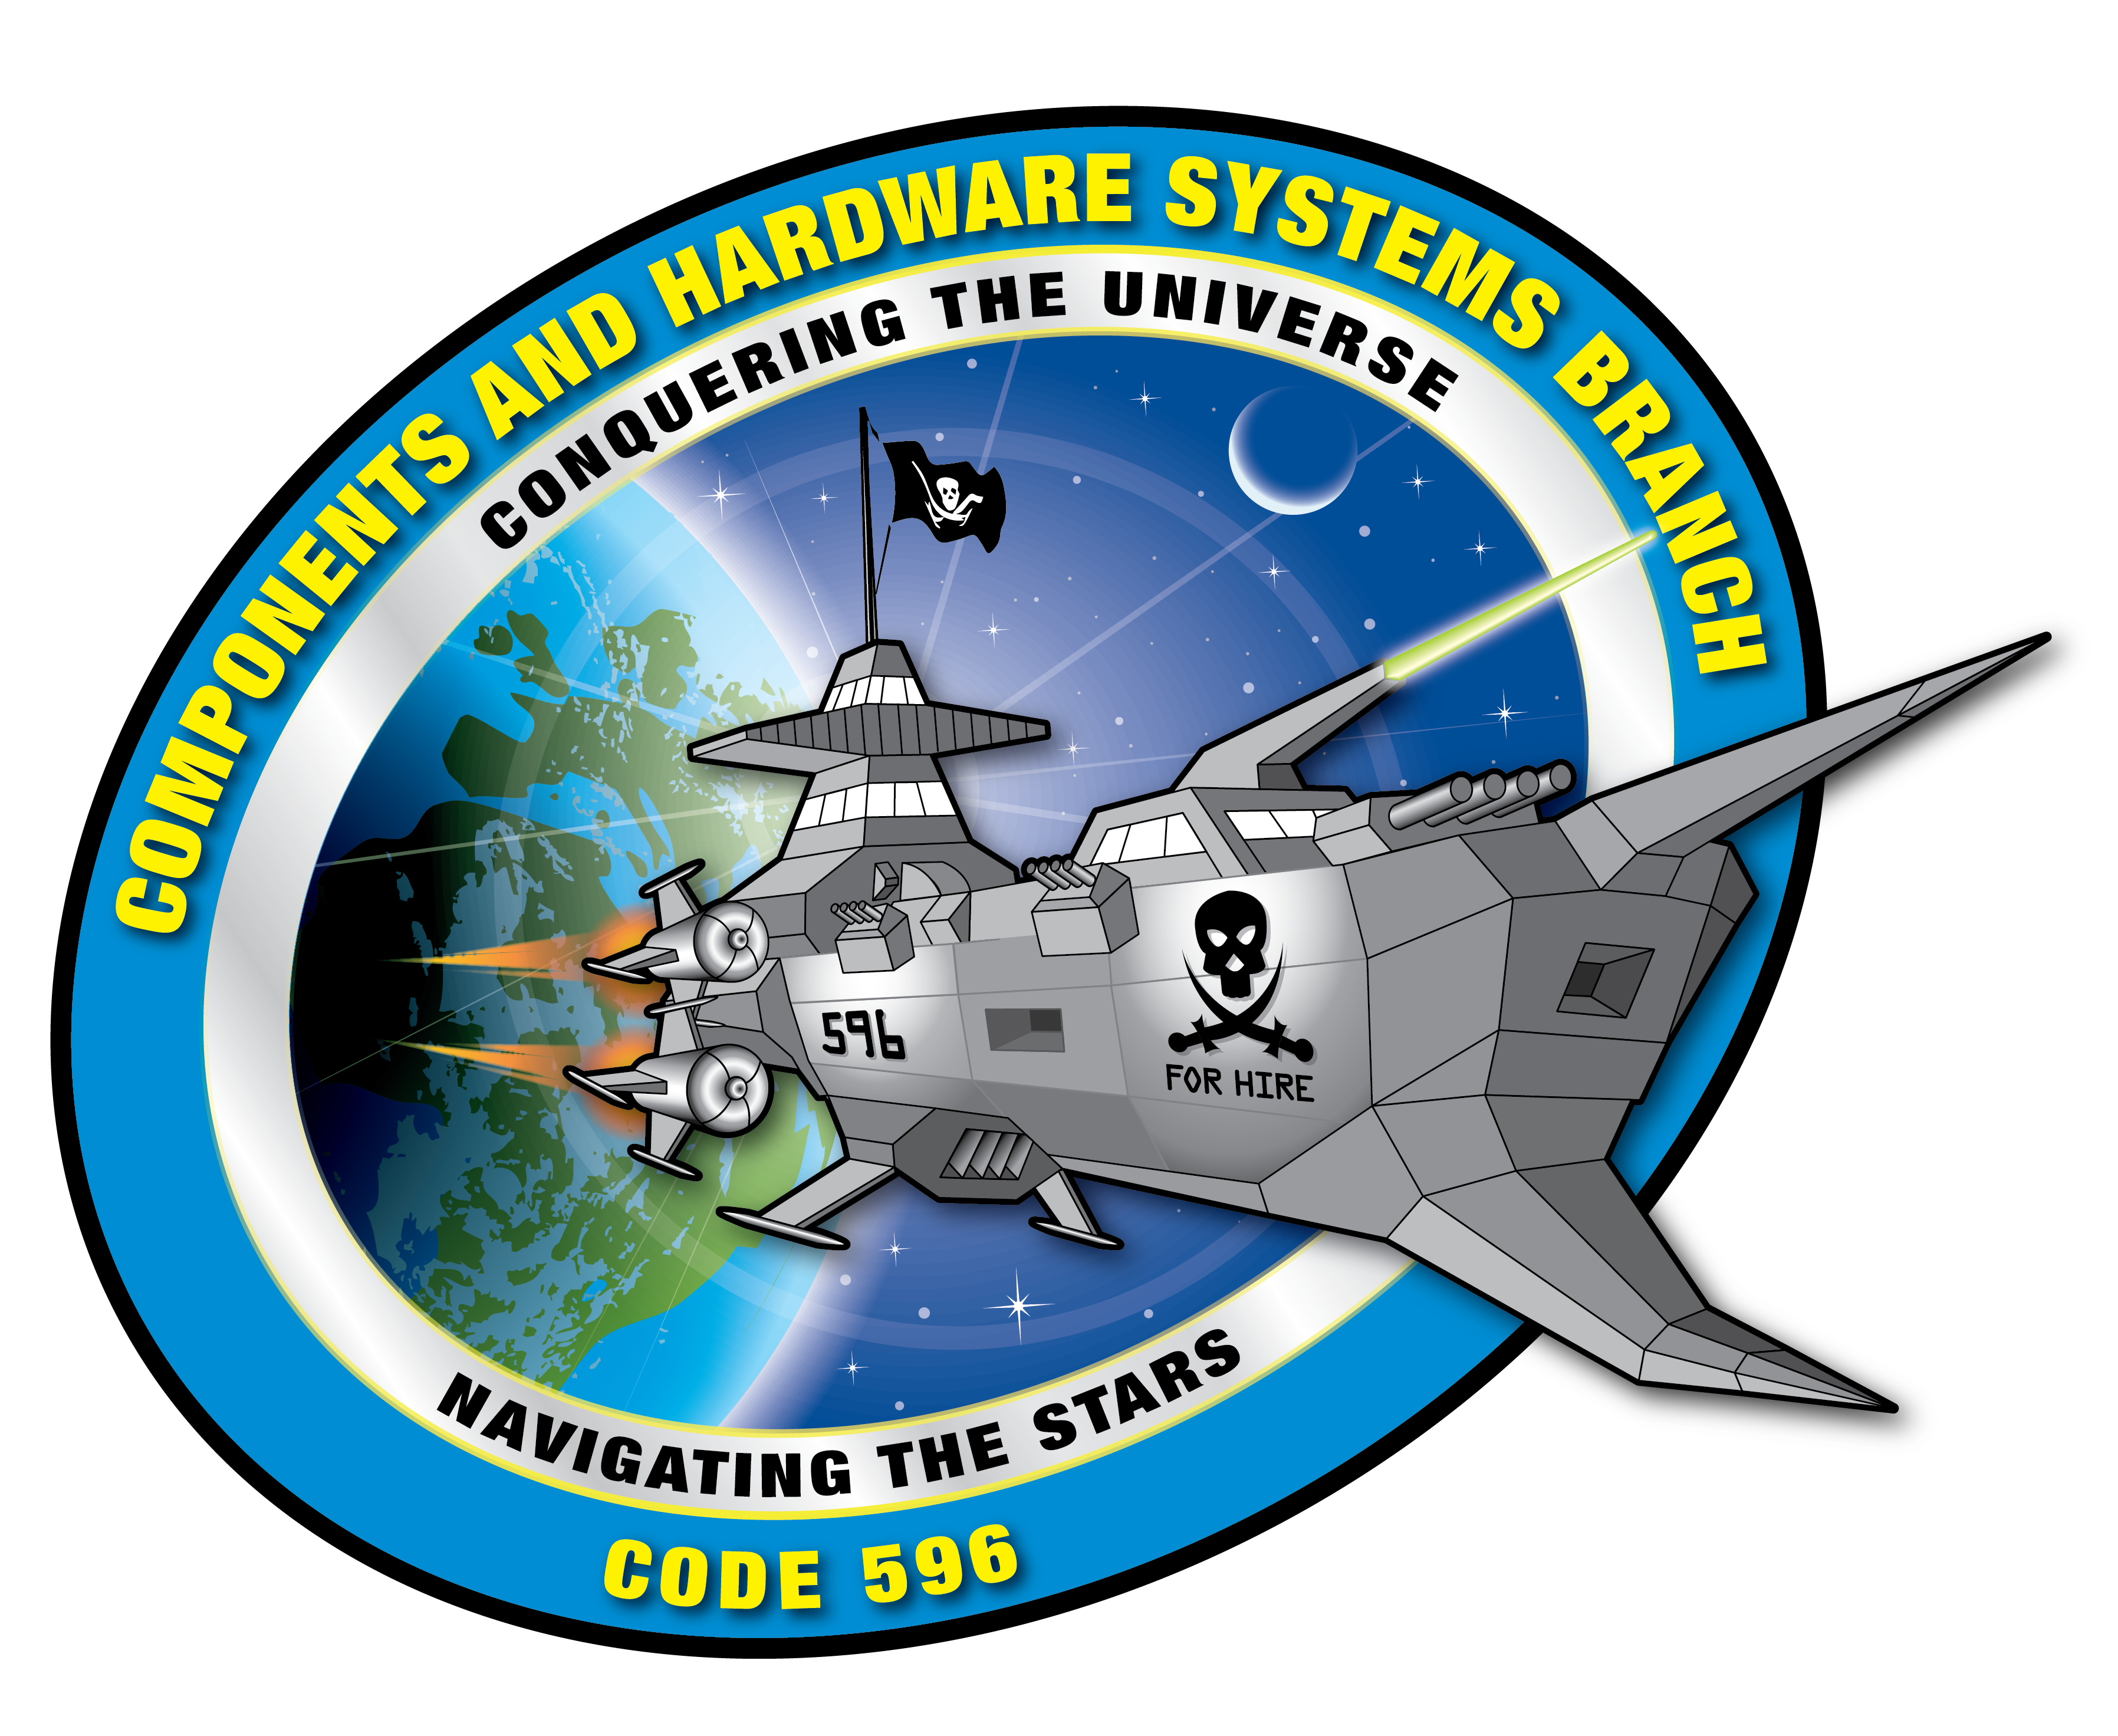 COMPONENTS AND HARDWARE SYSTEMS BRANCH
CONQUERING THE UNIVERSE
596
FOR HIRE
NAVIGATING THE STARS
CODE 596